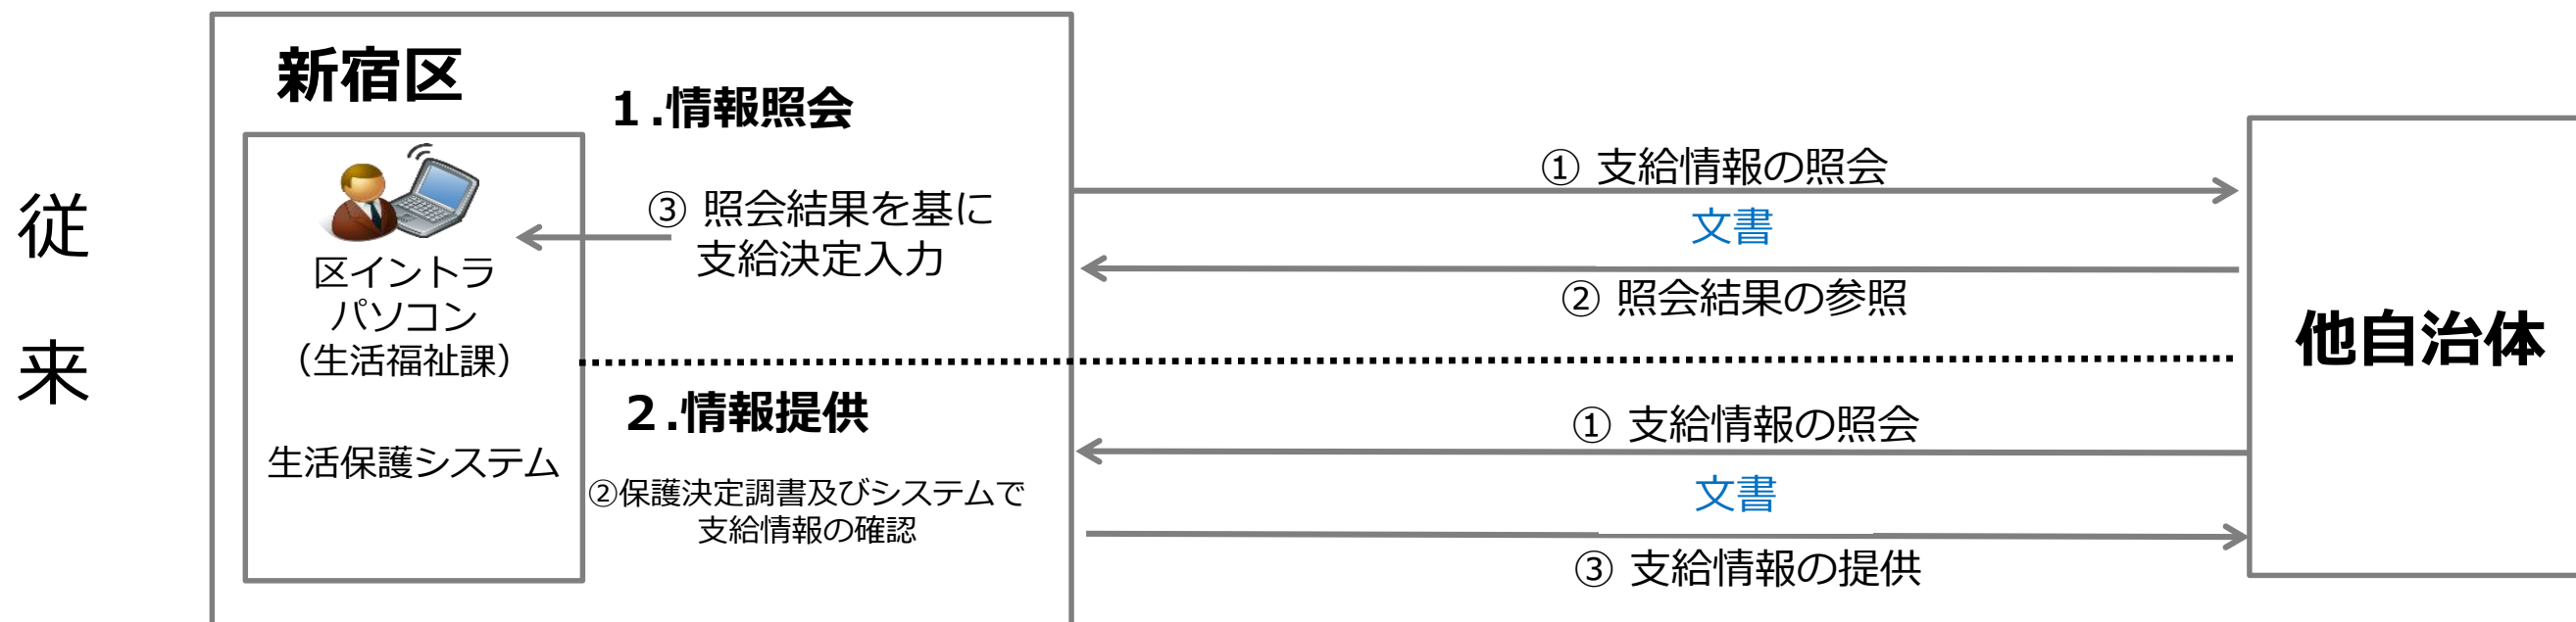 従
来
新宿区
１.情報照会
③ 照会結果を基に
支給決定入力
区イントラ
パソコン
（生活福祉課）
生活保護システム
① 支給情報の照会
文書
② 照会結果の参照
２.情報提供
②保護決定調書及びシステムで
支給情報の確認
① 支給情報の照会
文書
③ 支給情報の提供
他自治体